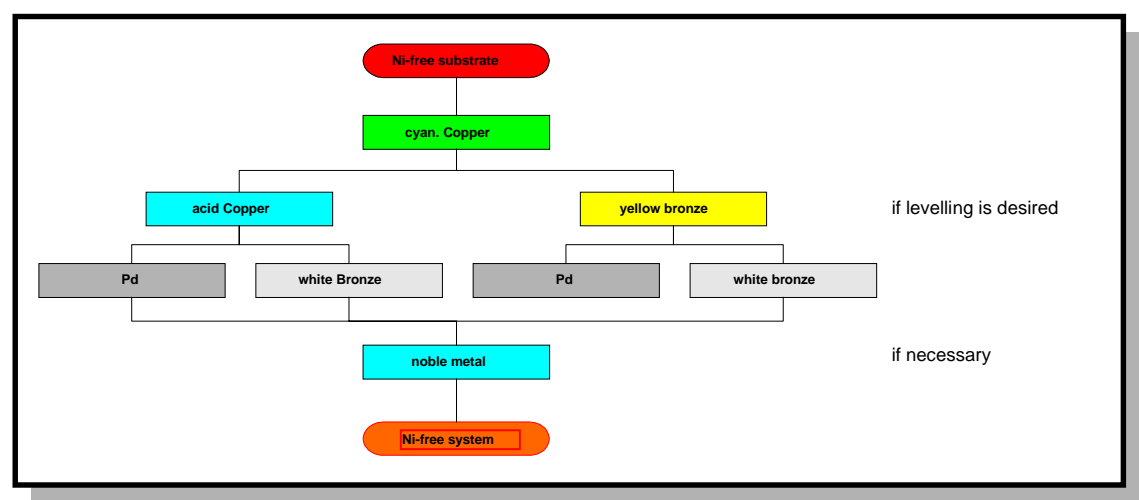 Ni-free substrate
cyan. Copper
acid Copper
yellow bronze
if levelling is desired
Pd
white Bronze
Pd
white bronze
noble metal
if necessary
Ni-free system